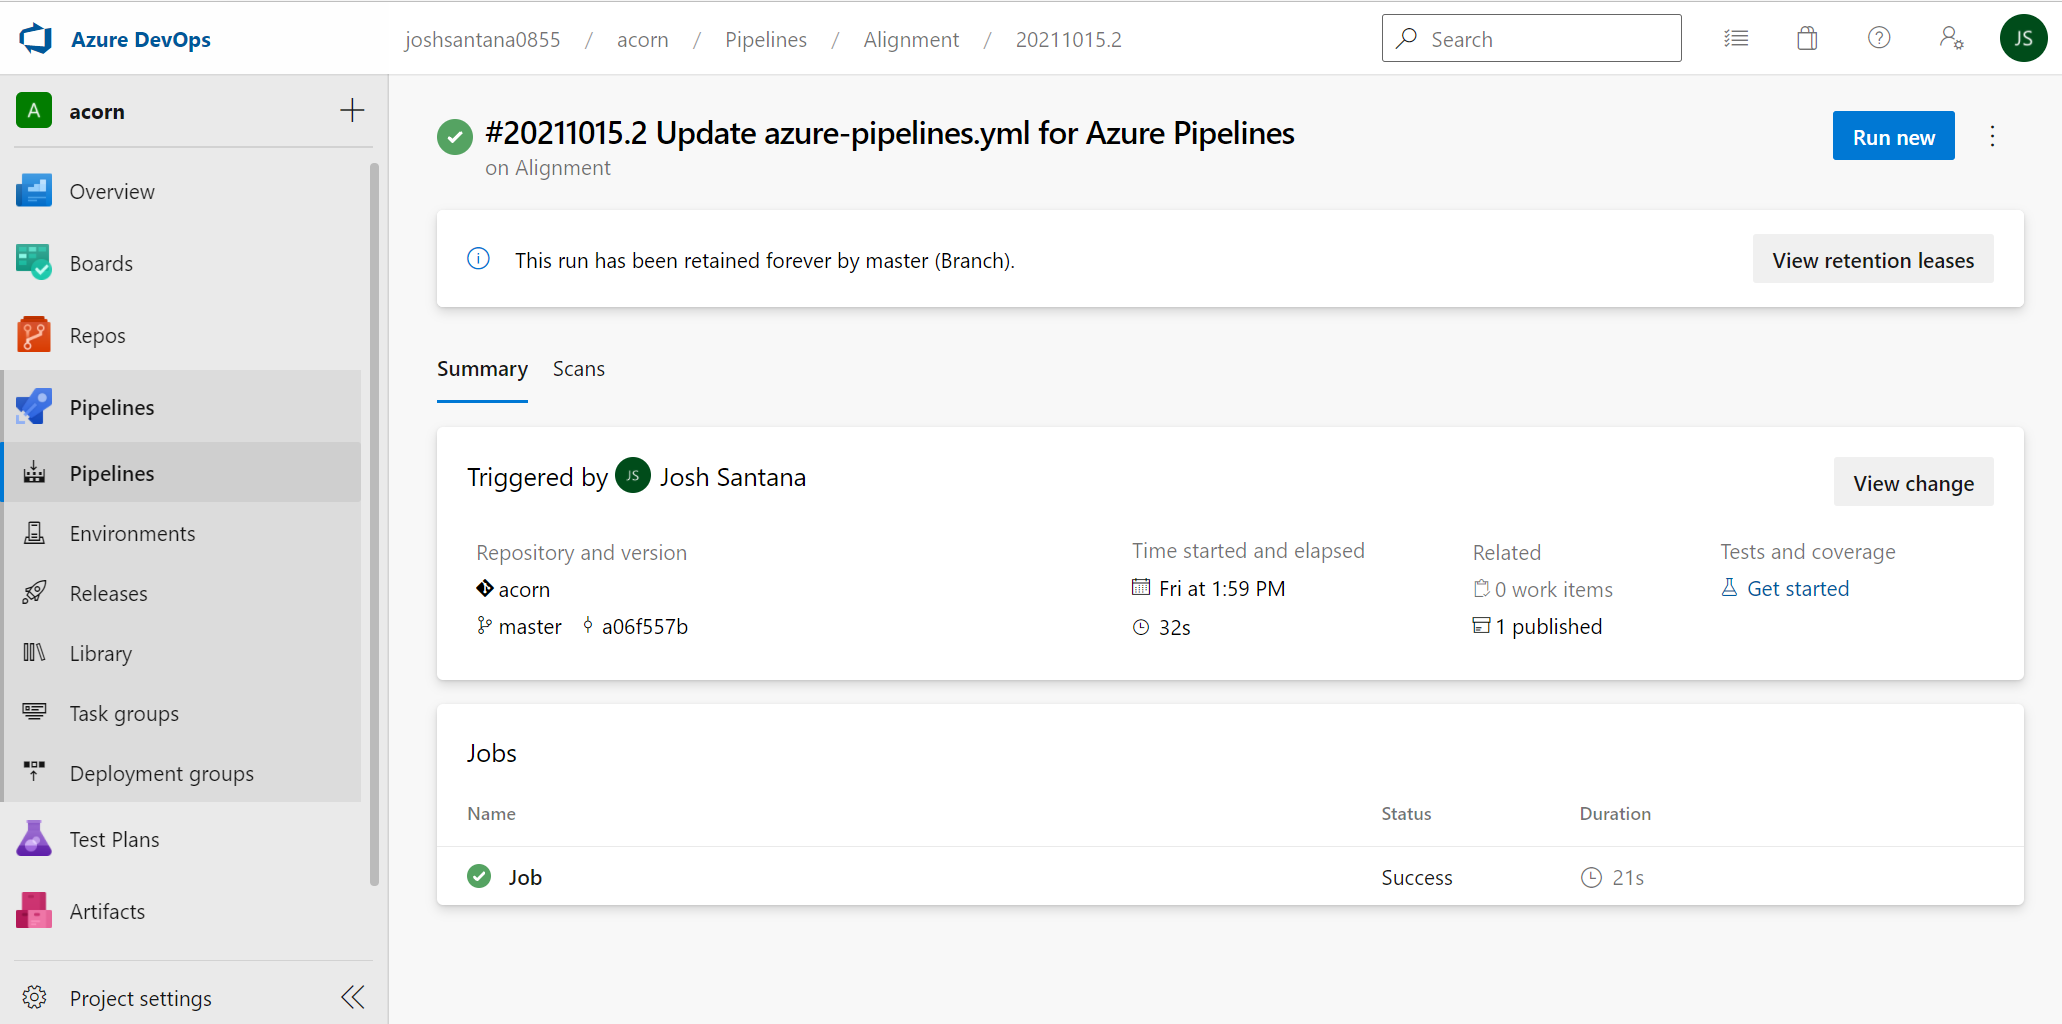 Azure DevOps
joshsantana0855 / acorn / Pipelines / Alignment / 20211015.2
Search
JS
A acorn
Overview
Boards
Repos
Pipelines
Pipelines
Environments
Releases
Library
Task groups
Deployment groups
Test Plans
Artifacts
Project settings
#20211015.2 Update azure-pipelines.yml for Azure Pipelines
on Alignment
Run new
This run has been retained forever by master (Branch).
View retention leases
Summary Scans
Triggered by JS Josh Santana
View change
Repository and version
acorn
master a06f557b
Time started and elapsed
Fri at 1:59 PM
32s
Related
0 work items
1 published
Tests and coverage
Get started
Jobs
Name Status Duration
Job Success 21s